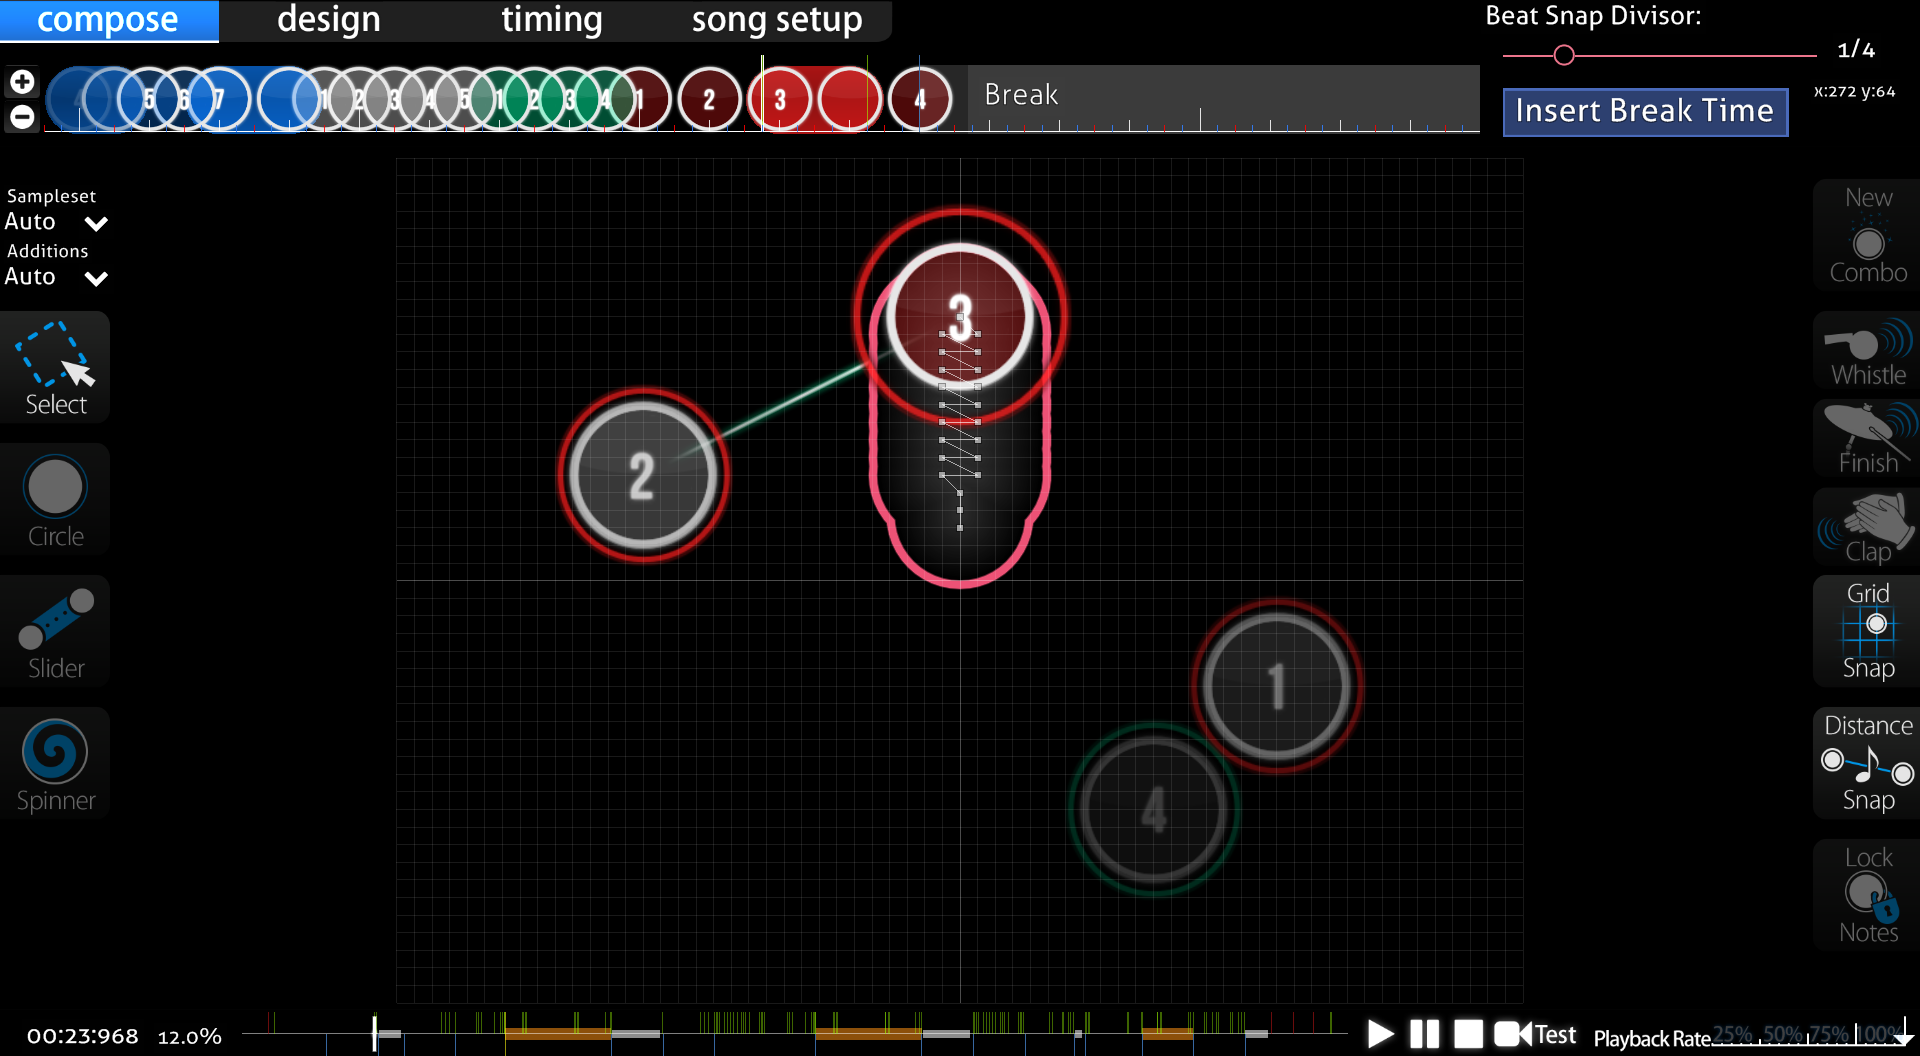 compose design timing song setup
Beat Snap Divisor:
1/4
5 6 7 1 2 3 4 5 1 2 3 4 1 2 3 4
Break
Insert Break Time
x:272 y:64
Sampleset
Auto
Additions
Auto
Select
Circle
Slider
Spinner
3
2
1
4
New
Combo
Whistle
Finish
Clap
Grid
Snap
Distance
Snap
Lock
Notes
00:23:968 12.0%
Test
Playback Rate 25% 50% 75% 100%